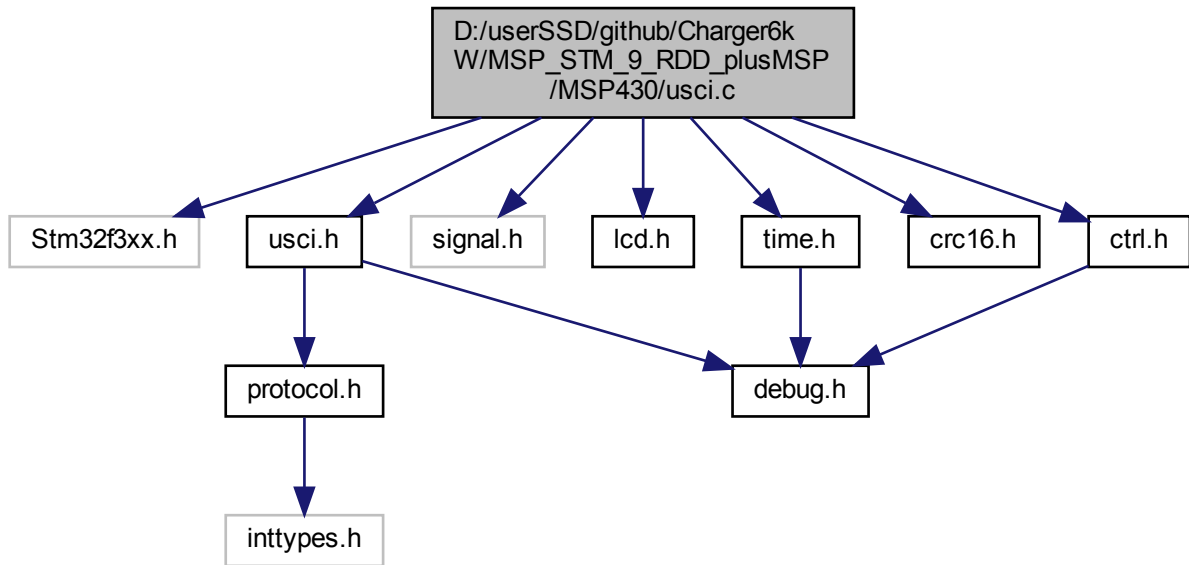 D:/userSSD/github/Charger6k
W/MSP_STM_9_RDD_plusMSP
/MSP430/usci.c
Stm32f3xx.h
usci.h
signal.h
lcd.h
time.h
crc16.h
ctrl.h
protocol.h
debug.h
inttypes.h